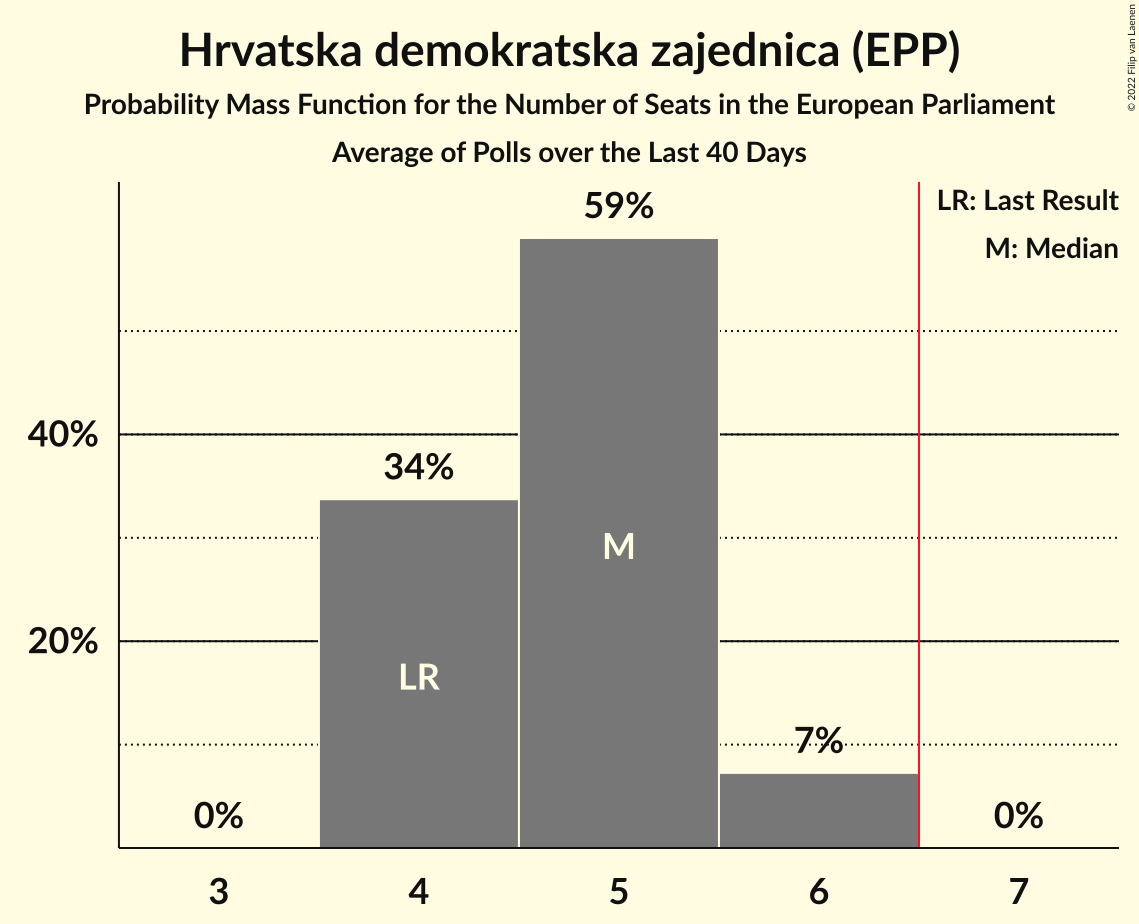 Hrvatska demokratska zajednica (EPP)
Probability Mass Function for the Number of Seats in the European Parliament
Average of Polls over the Last 40 Days
© 2022 Filip van Laenen
LR: Last Result
M: Median
59%
40%
34%
M
20%
LR
7%
0%
0%
3
4
5
6
7